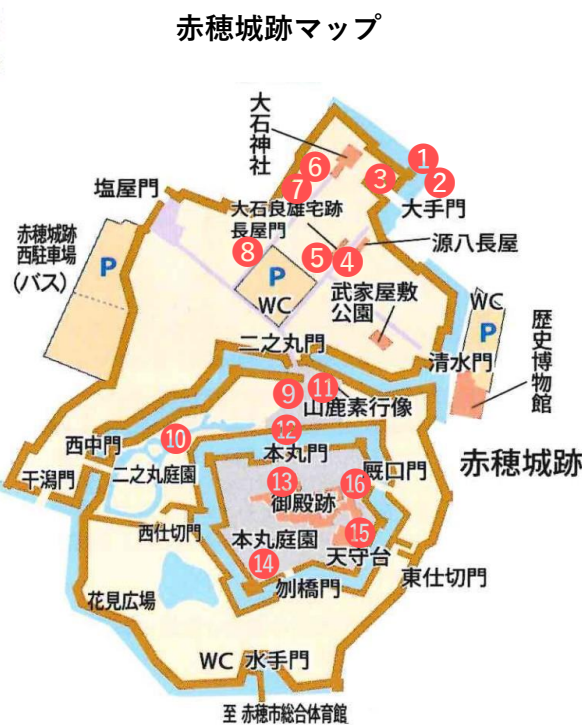 赤穂城跡マップ
大石神社
①
②
③
⑥
⑦
塩屋門
大手門
大石良雄宅跡
長屋門
⑧
⑤
④
源八長屋
赤穂城跡
西駐車場
(バス)
P
P
WC
武家屋敷
公園
WC
P
歴史博物館
二之丸門
清水門
⑨
⑪
山鹿素行像
⑩
⑫
西中門
本丸門
赤穂城跡
干潟門
二之丸庭園
厩口門
⑬
⑯
御殿跡
西仕切門
本丸庭園
⑮
天守台
⑭
東仕切門
刎橋門
花見広場
WC
水手門
至 赤穂市総合体育館